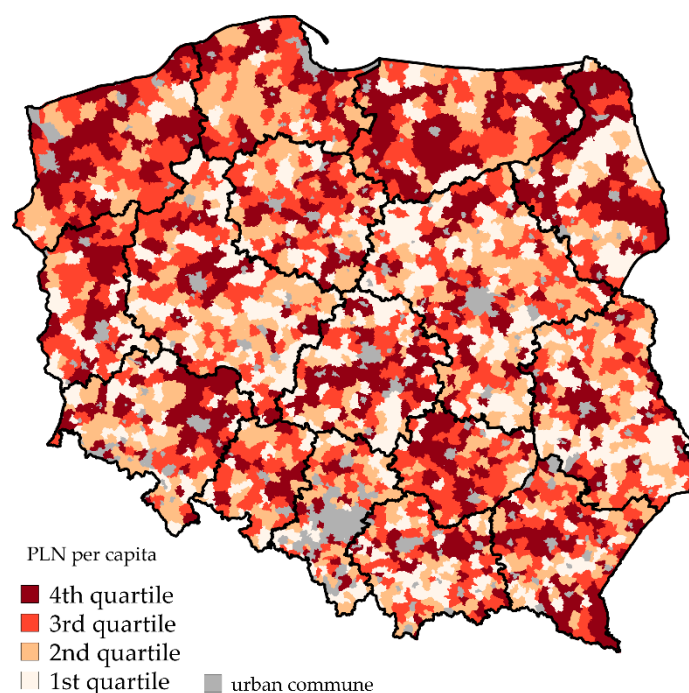 PLN per capita
4th quartile
3rd quartile
2nd quartile
1st quartile
urban commune